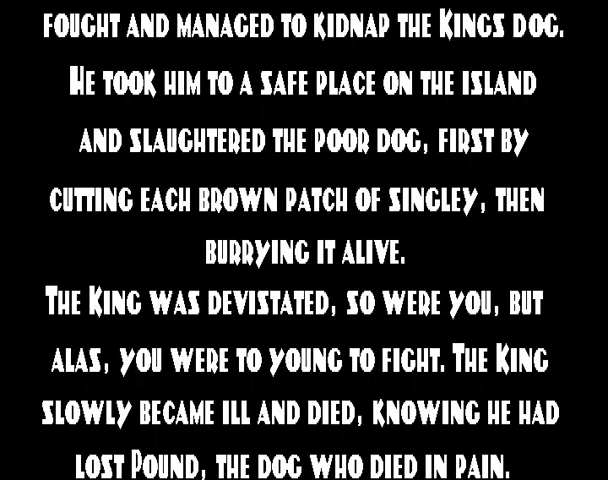 fought and managed to kidnap the Kings dog.
He took him to a safe place on the island
and slaughtered the poor dog, first by
cutting each brown patch of singley, then
burrying it alive.
The King was devistated, so were you, but
alas, you were to young to fight. The King
slowly became ill and died, knowing he had
lost Pound, the dog who died in pain.